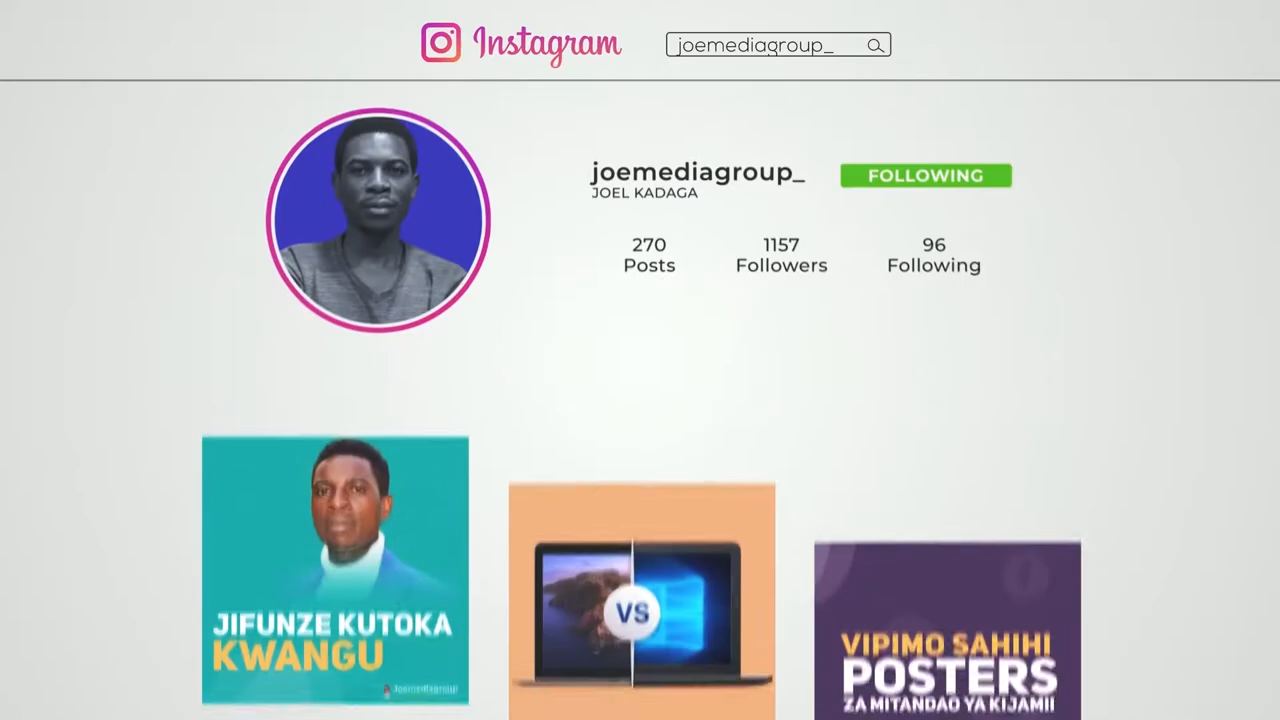 Instagram
joemediagroup_
joemediagroup_
FOLLOWING
JOEL KADAGA
270
1157
96
Posts
Followers
Following
JIFUNZE KUTOKA
KWANGU
Joemediagroup
VS
VIPIMO SAHIHI
POSTERS
ZA MITANDAO YA KIJAMII